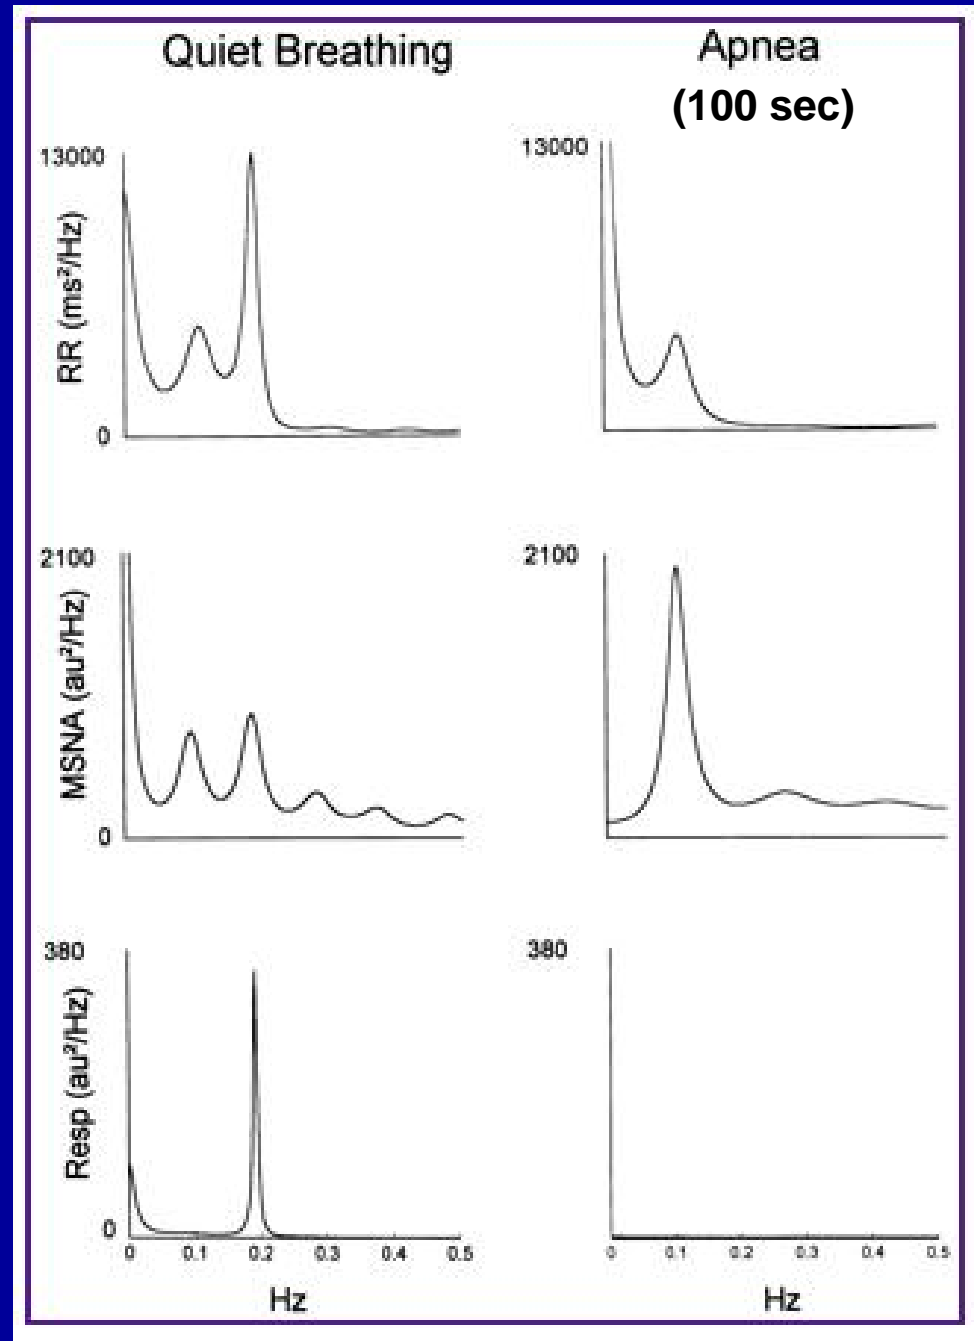 Quiet Breathing
Apnea
(100 sec)
13000
RR (ms²/Hz)
0
13000
2100
MSNA (au²/Hz)
0
2100
380
Resp (au²/Hz)
0
380
0 0.1 0.2 0.3 0.4 0.5
Hz
0 0.1 0.2 0.3 0.4 0.5
Hz